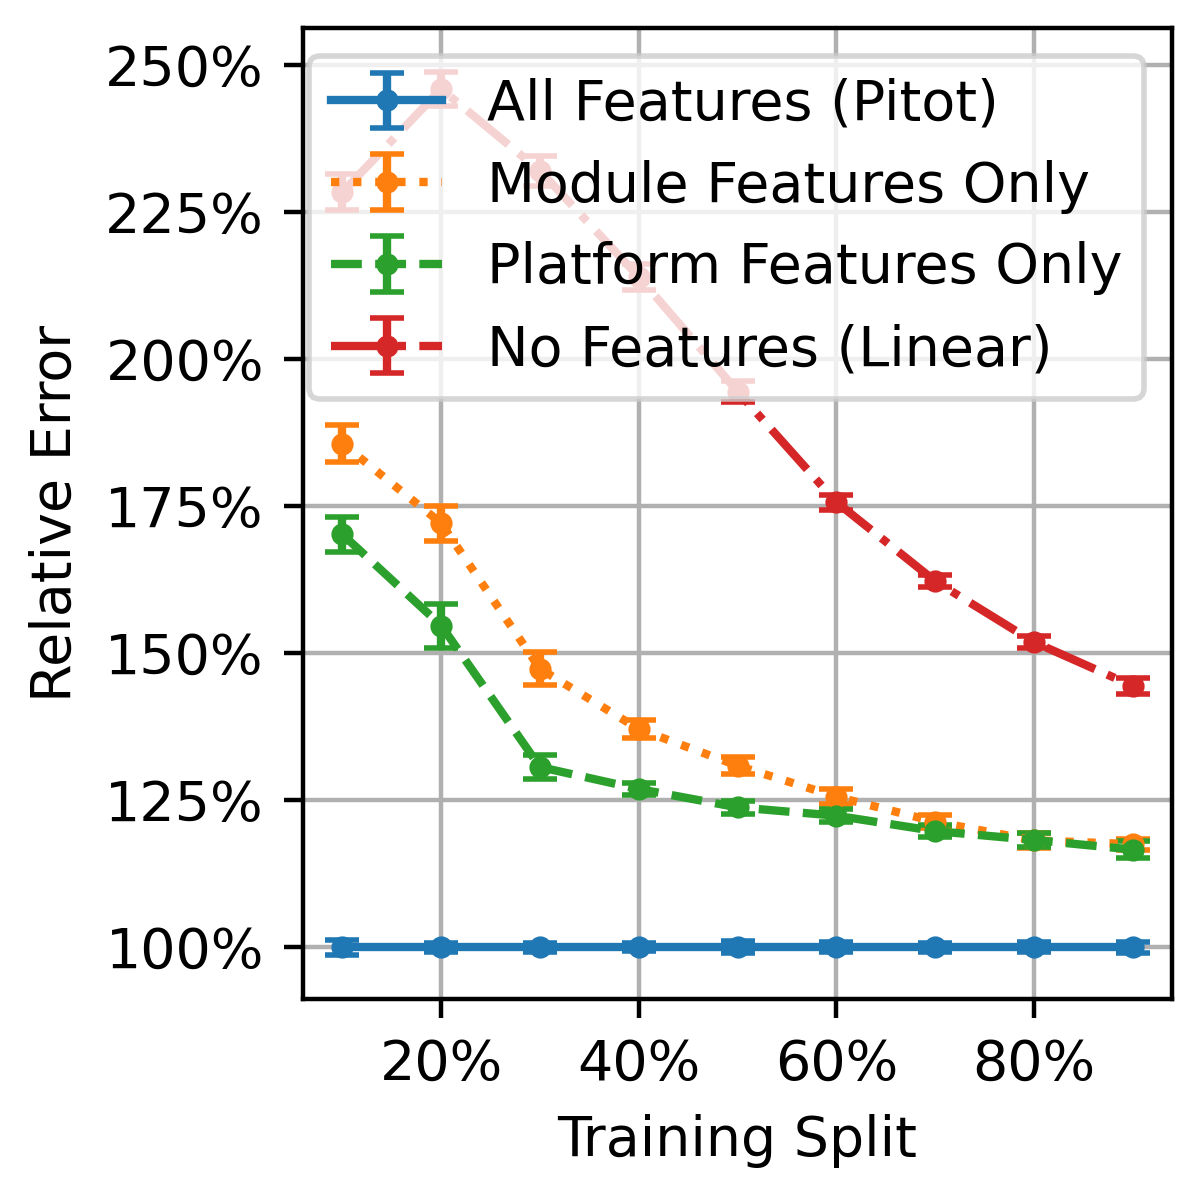 250%
225%
200%
175%
150%
125%
100%
Relative Error
All Features (Pitot)
Module Features Only
Platform Features Only
No Features (Linear)
20%
40%
60%
80%
Training Split